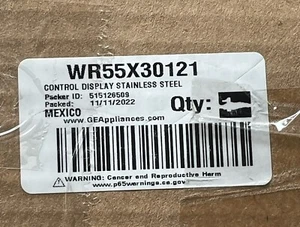 WR55X30121
CONTROL DISPLAY STAINLESS STEEL
Packer ID: 515126509
Packed: 11/11/2022
MEXICO
Qty:
www.GEAppliances.com
WARNING: Cancer and Reproductive Harm
www.p65warnings.ca.gov